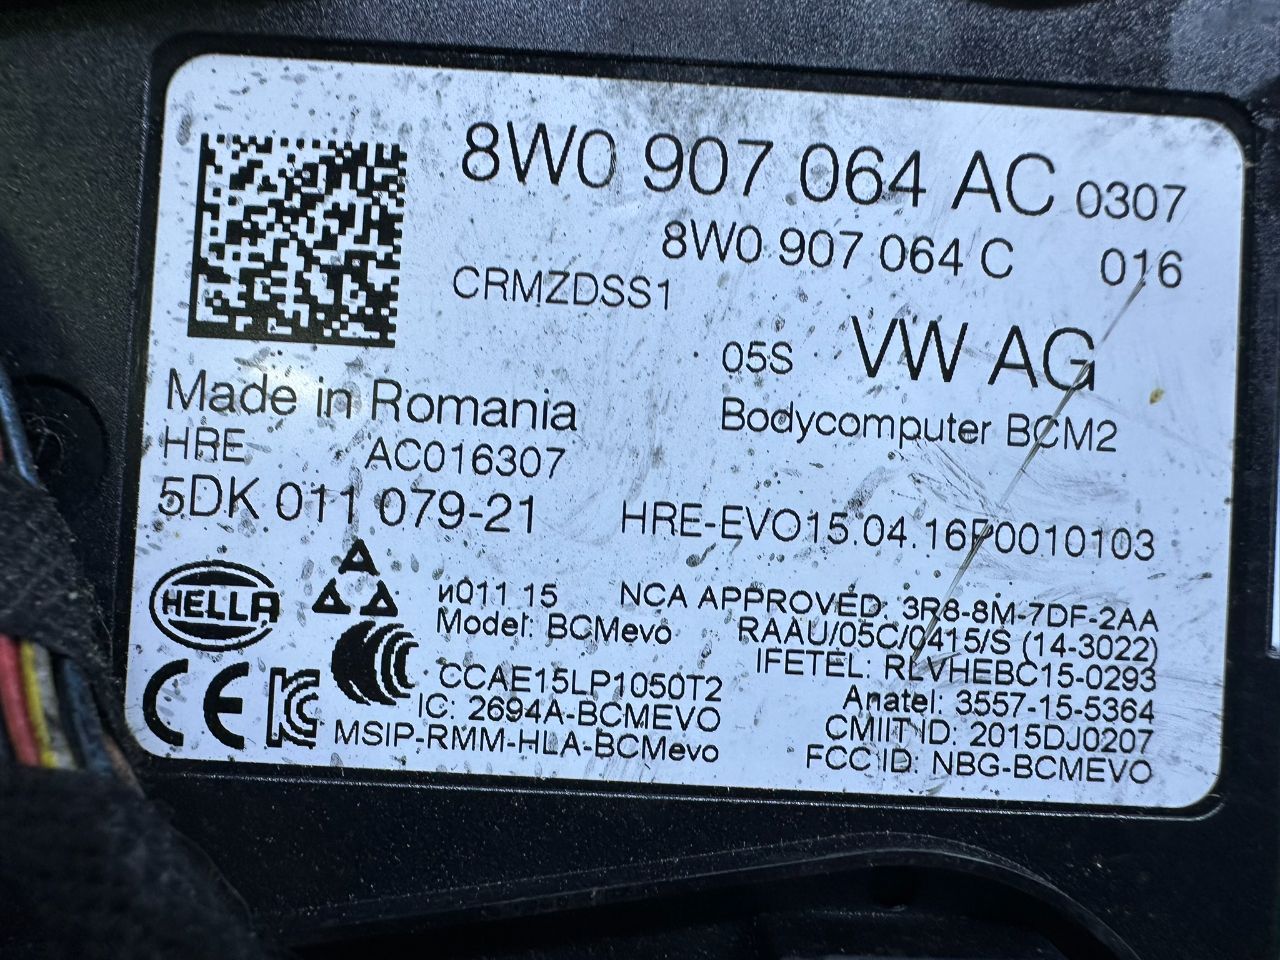 8W0 907 064 AC 0307
8W0 907 064 C 016
CRMZDSS1
05S VW AG
Made in Romania
Bodycomputer BCM2
HRE AC016307
5DK 011 079-21
HRE-EVO15.04.16P0010103
HELLA
И011 15
NCA APPROVED: 3R8-8M-7DF-2AA
Model: BCMevo
RAAU/05C/0415/S (14-3022)
IFETEL: RLVHEBC15-0293
CCAE15LP1050T2
Anatel: 3557-15-5364
IC: 2694A-BCMEVO
CMIIT ID: 2015DJ0207
CE
MSIP-RMM-HLA-BCMevo
FCC ID: NBG-BCMEVO